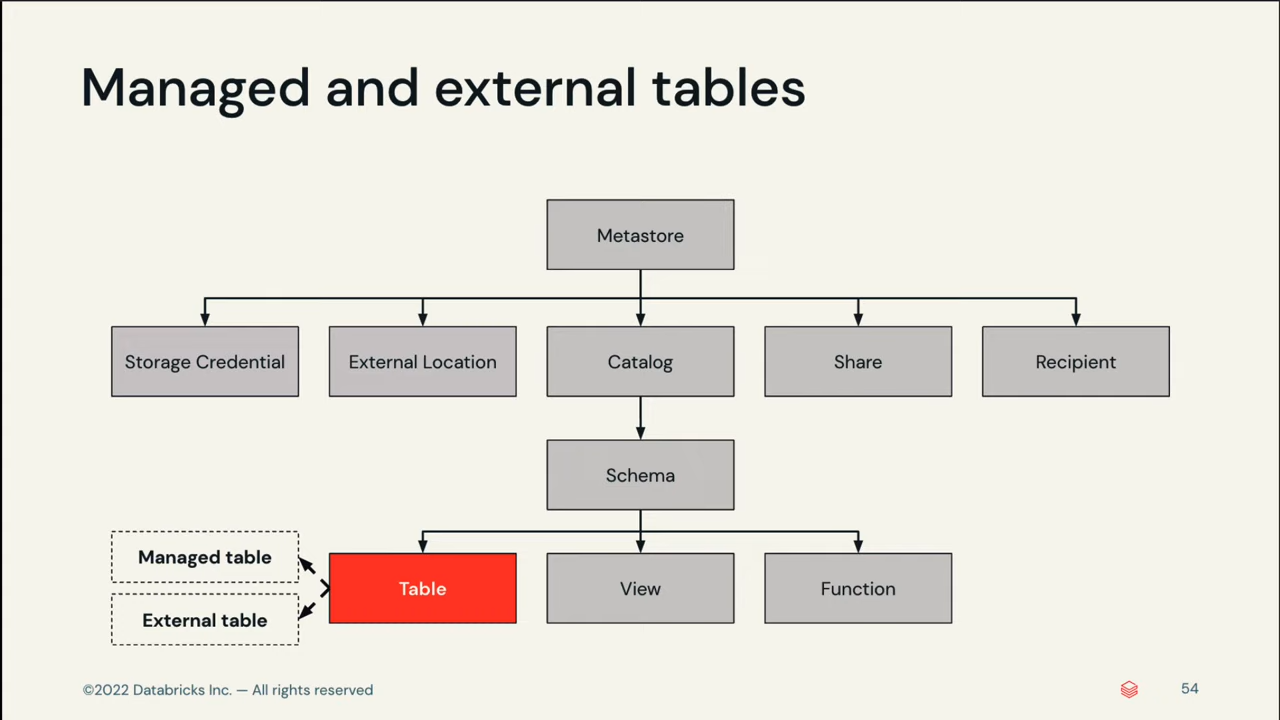 Managed and external tables
Metastore
Storage Credential
External Location
Catalog
Share
Recipient
Schema
Managed table
External table
Table
View
Function
©2022 Databricks Inc. — All rights reserved
54